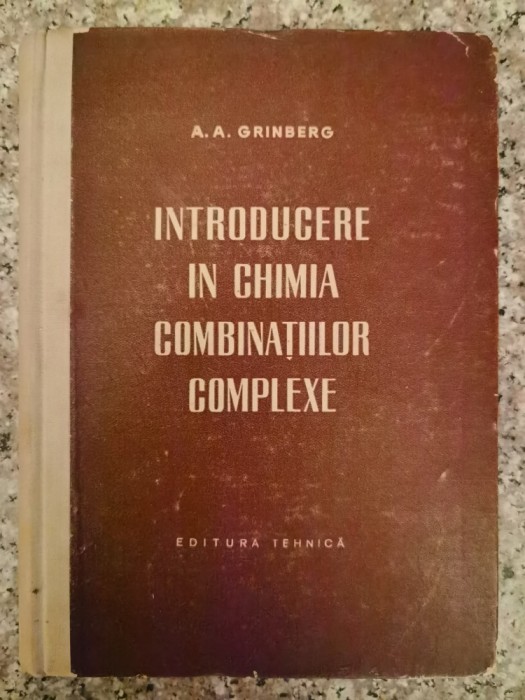 A. A. GRINBERG
INTRODUCERE
IN CHIMIA
COMBINAȚIILOR
COMPLEXE
EDITURA TEHNICĂ